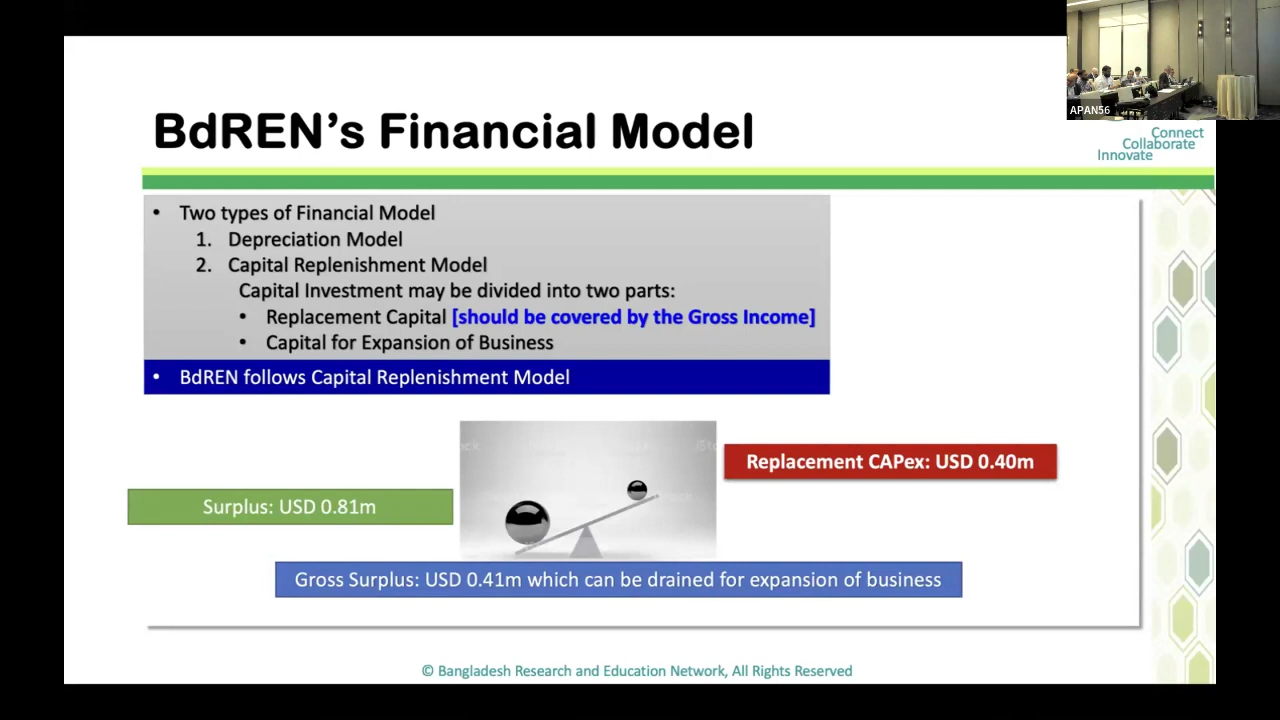 APAN56
BdREN's Financial Model
Connect
Collaborate
Innovate
• Two types of Financial Model
1. Depreciation Model
2. Capital Replenishment Model
Capital Investment may be divided into two parts:
• Replacement Capital [should be covered by the Gross Income]
• Capital for Expansion of Business
• BdREN follows Capital Replenishment Model
Replacement CAPex: USD 0.40m
Surplus: USD 0.81m
Gross Surplus: USD 0.41m which can be drained for expansion of business
© Bangladesh Research and Education Network, All Rights Reserved